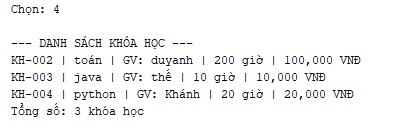 Chọn: 4
--- DANH SÁCH KHÓA HỌC ---
KH-002 | toán | GV: duyanh | 200 giờ | 100,000 VNĐ
KH-003 | java | GV: thế | 10 giờ | 10,000 VNĐ
KH-004 | python | GV: Khánh | 20 giờ | 20,000 VNĐ
Tổng số: 3 khóa học